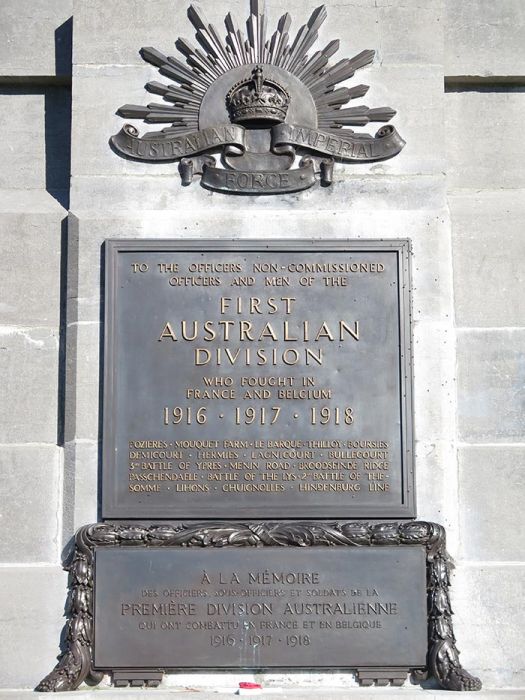 AUSTRALIAN IMPERIAL
FORCE
TO THE OFFICERS NON-COMMISSIONED
OFFICERS AND MEN OF THE
FIRST
AUSTRALIAN
DIVISION
WHO FOUGHT IN
FRANCE AND BELGIUM
1916 · 1917 · 1918
POZIERES · MOUQUET FARM · LE BARQUE · THILLOY · BOURSIES
DEMICOURT · HERMIES · LAGNICOURT · BULLECOURT
3RD BATTLE OF YPRES · MENIN ROAD · BROODSEINDE RIDGE
PASSCHENDAELE · BATTLE OF THE LYS · 2ND BATTLE OF THE
SOMME · LIHONS · CHUIGNOLLES · HINDENBURG LINE
À LA MÉMOIRE
DES OFFICIERS, SOUS-OFFICIERS ET SOLDATS DE LA
PREMIÈRE DIVISION AUSTRALIENNE
QUI ONT COMBATTU EN FRANCE ET EN BELGIQUE
1916 · 1917 · 1918